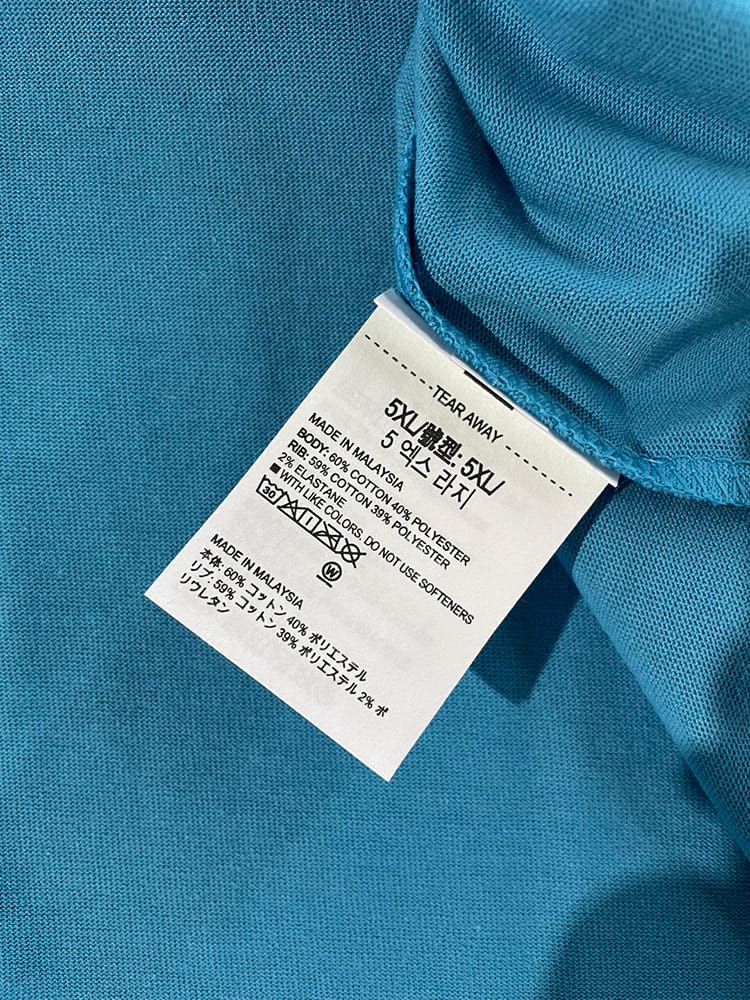 TEAR AWAY
5XL/號型: 5XL/
5 엑스 라지
MADE IN MALAYSIA
BODY: 60% COTTON 40% POLYESTER
RIB: 59% COTTON 39% POLYESTER
2% ELASTANE
■ WITH LIKE COLORS. DO NOT USE SOFTENERS
30
W
MADE IN MALAYSIA
本体: 60% コットン 40% ポリエステル
リブ: 59% コットン 39% ポリエステル 2% ポ
リウレタン